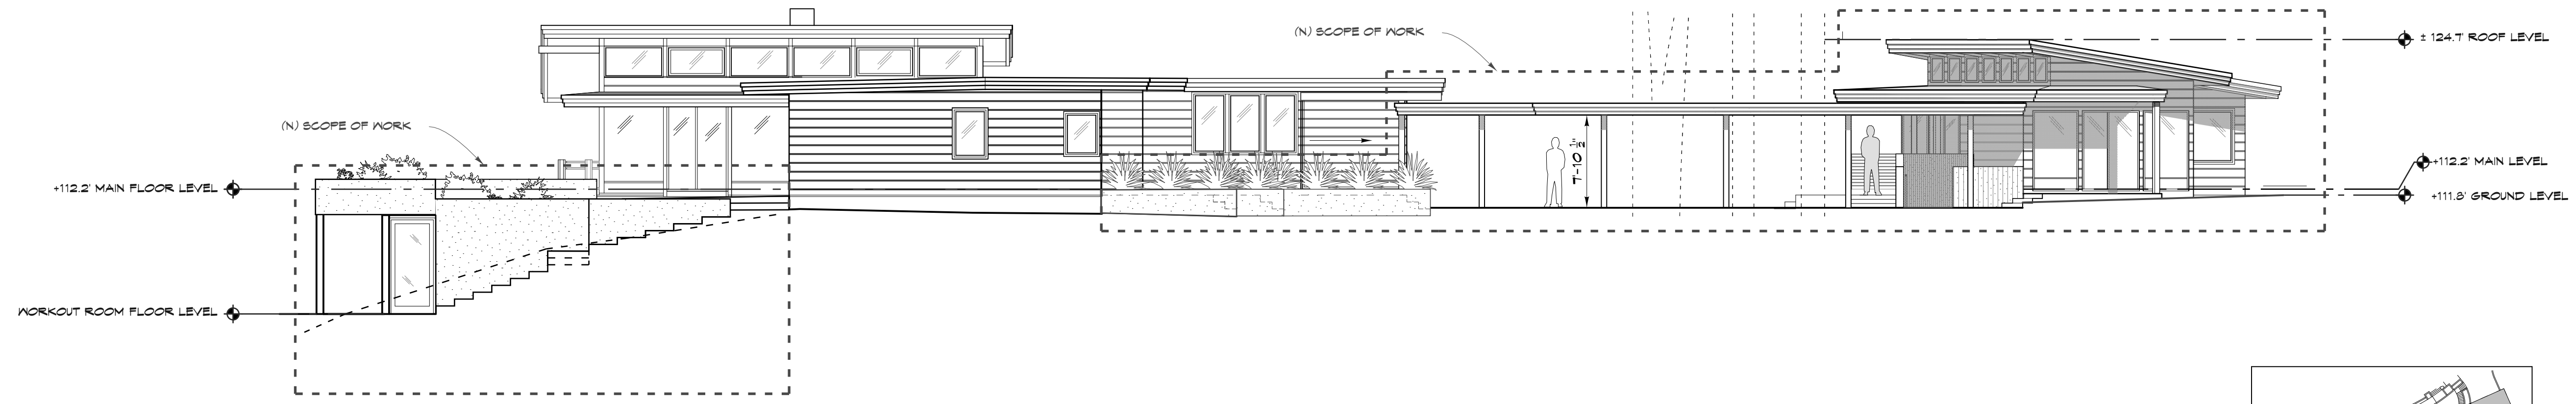 (N) SCOPE OF WORK
± 124.7' ROOF LEVEL
(N) SCOPE OF WORK
7'-10 1/2"
+112.2' MAIN LEVEL
+112.2' MAIN FLOOR LEVEL
+111.8' GROUND LEVEL
WORKOUT ROOM FLOOR LEVEL